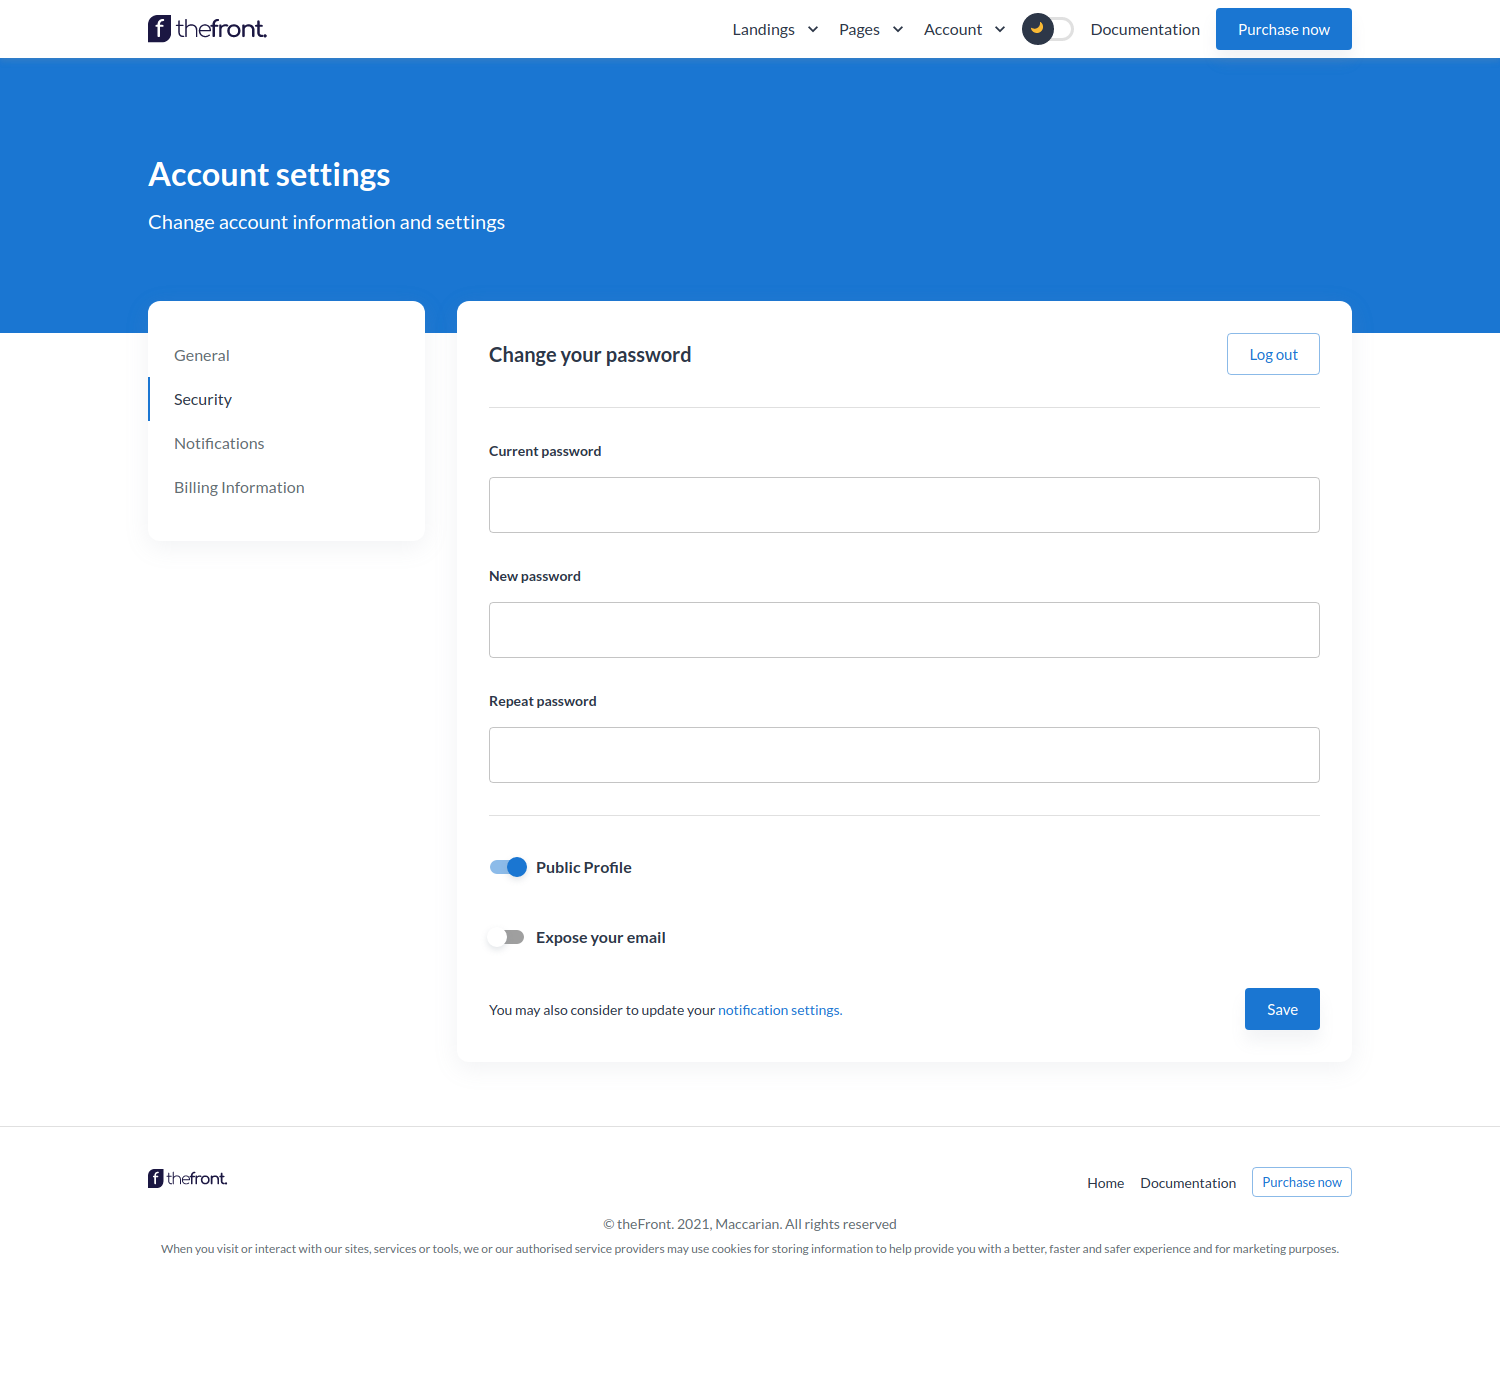 f thefront.
Landings Pages Account Documentation Purchase now
Account settings
Change account information and settings
General
Security
Notifications
Billing Information
Change your password
Log out
Current password
New password
Repeat password
Public Profile
Expose your email
You may also consider to update your notification settings.
Save
f thefront.
Home Documentation Purchase now
© theFront. 2021, Maccarian. All rights reserved
When you visit or interact with our sites, services or tools, we or our authorised service providers may use cookies for storing information to help provide you with a better, faster and safer experience and for marketing purposes.